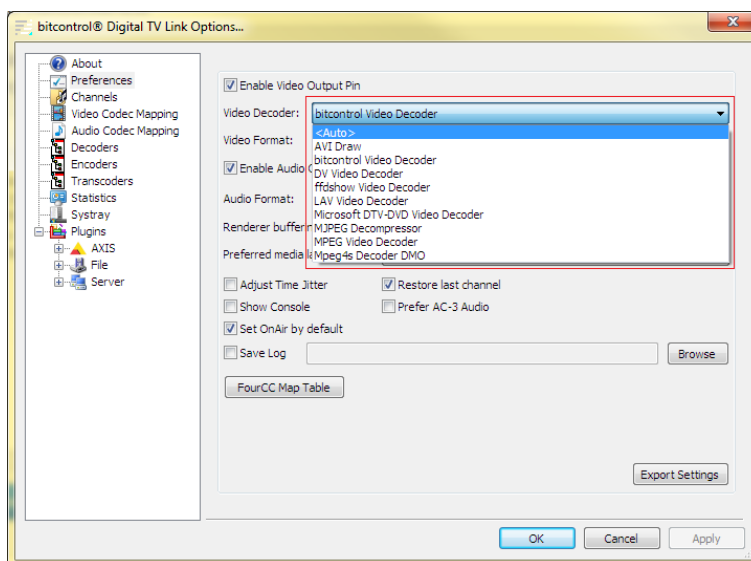 bitcontrol® Digital TV Link Options...
About
Preferences
Channels
Video Codec Mapping
Audio Codec Mapping
Decoders
Encoders
Transcoders
Statistics
Systray
Plugins
AXIS
File
Server
Enable Video Output Pin
Video Decoder: bitcontrol Video Decoder
<Auto>
Video Format:
AVI Draw
bitcontrol Video Decoder
Enable Audio
DV Video Decoder
ffdshow Video Decoder
Audio Format:
LAV Video Decoder
Microsoft DTV-DVD Video Decoder
Renderer
MJPEG Decompressor
MPEG Video Decoder
Preferred media
Mpeg4s Decoder DMO
Adjust Time Jitter Restore last channel
Show Console Prefer AC-3 Audio
Set OnAir by default
Save Log Browse
FourCC Map Table
Export Settings
OK Cancel Apply